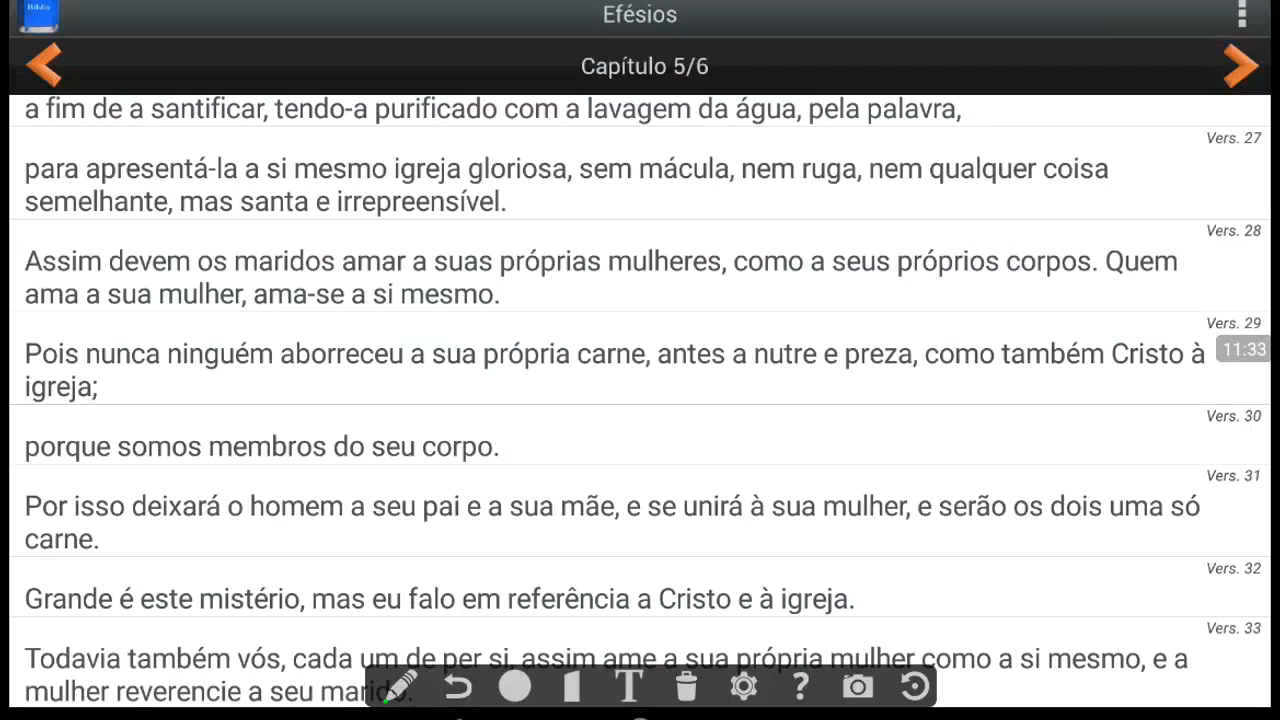 Bíblia
Efésios
Capítulo 5/6
a fim de a santificar, tendo-a purificado com a lavagem da água, pela palavra,
Vers. 27
para apresentá-la a si mesmo igreja gloriosa, sem mácula, nem ruga, nem qualquer coisa
semelhante, mas santa e irrepreensível.
Vers. 28
Assim devem os maridos amar a suas próprias mulheres, como a seus próprios corpos. Quem
ama a sua mulher, ama-se a si mesmo.
Vers. 29
Pois nunca ninguém aborreceu a sua própria carne, antes a nutre e preza, como também Cristo à
11:33
igreja;
Vers. 30
porque somos membros do seu corpo.
Vers. 31
Por isso deixará o homem a seu pai e a sua mãe, e se unirá à sua mulher, e serão os dois uma só
carne.
Vers. 32
Grande é este mistério, mas eu falo em referência a Cristo e à igreja.
Vers. 33
Todavia também vós, cada um de per si, assim ame a sua própria mulher como a si mesmo, e a
mulher reverencie a seu marido.
T ?